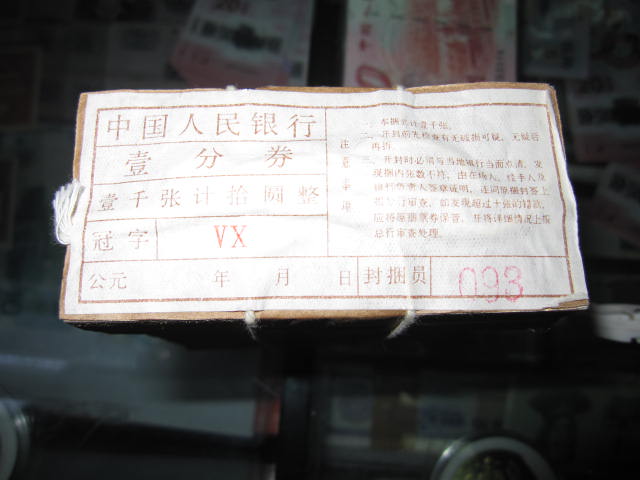 中国人民银行
壹分券
壹千张计拾圆整
冠字 VX
公元 年 月 日 封捆员 093
注意事项
一、本捆共计壹千张。
二、开封前先检查有无破损可疑，无疑后再拆。
三、开封时必须与当地银行当面点清，发
现捆内张数不符，由在场人、经手人及
银行负责人签章证明，连同原捆封签上
报分行审查。如发现超过十张的错款，
应将原捆票券保管，并将详细情况上报
总行审查处理。